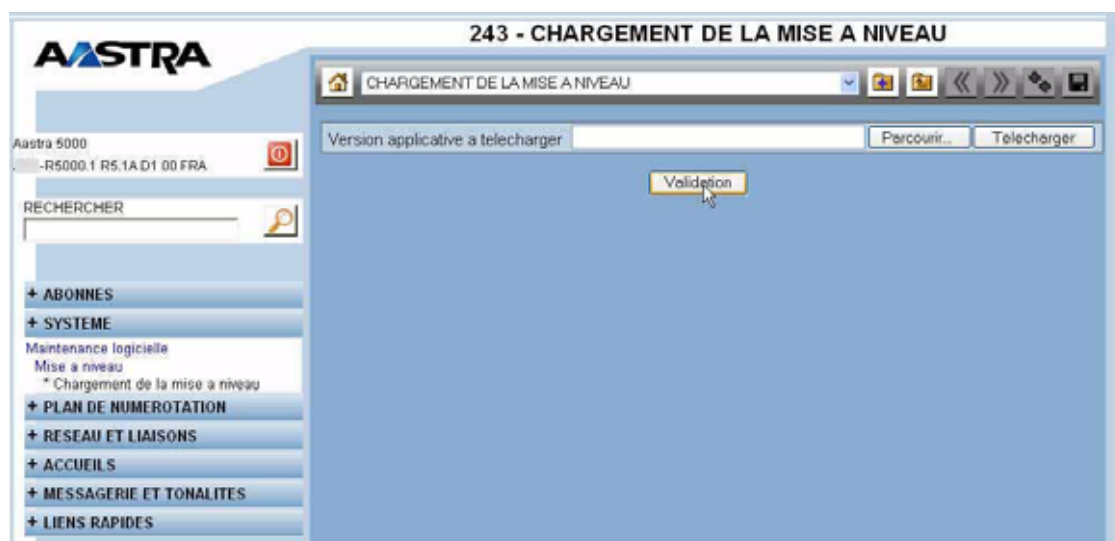 243 - CHARGEMENT DE LA MISE A NIVEAU
AASTRA
CHARGEMENT DE LA MISE A NIVEAU
Version applicative a telecharger
Parcourir...
Telecharger
Validation
Aastra 5000
-R5000.1 R5.1A D1 00 FRA
RECHERCHER
+ ABONNES
+ SYSTEME
Maintenance logicielle
Mise a niveau
* Chargement de la mise a niveau
+ PLAN DE NUMEROTATION
+ RESEAU ET LIAISONS
+ ACCUEILS
+ MESSAGERIE ET TONALITES
+ LIENS RAPIDES